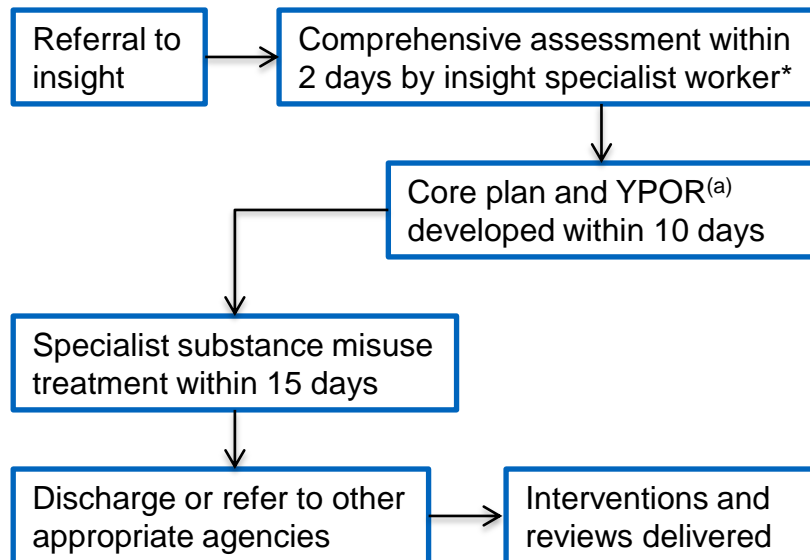 Referral to
insight
Comprehensive assessment within
2 days by insight specialist worker*
Core plan and YPOR(a)
developed within 10 days
Specialist substance misuse
treatment within 15 days
Discharge or refer to other
appropriate agencies
Interventions and
reviews delivered